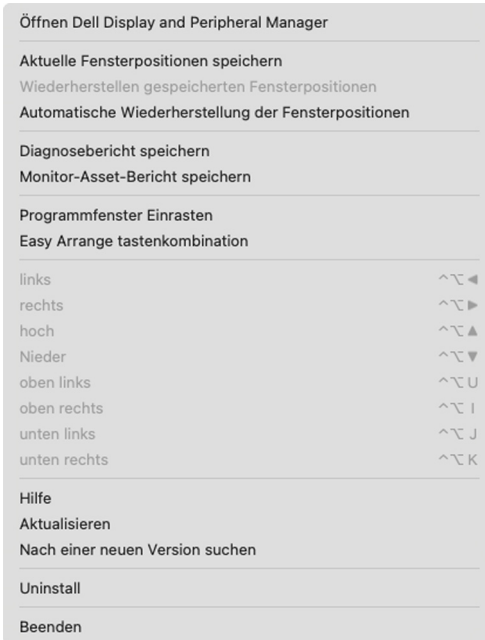 Öffnen Dell Display and Peripheral Manager
Aktuelle Fensterpositionen speichern
Wiederherstellen gespeicherten Fensterpositionen
Automatische Wiederherstellung der Fensterpositionen
Diagnosebericht speichern
Monitor-Asset-Bericht speichern
Programmfenster Einrasten
Easy Arrange tastenkombination
links ^⌥◀
rechts ^⌥▶
hoch ^⌥▲
Nieder ^⌥▼
oben links ^⌥U
oben rechts ^⌥I
unten links ^⌥J
unten rechts ^⌥K
Hilfe
Aktualisieren
Nach einer neuen Version suchen
Uninstall
Beenden